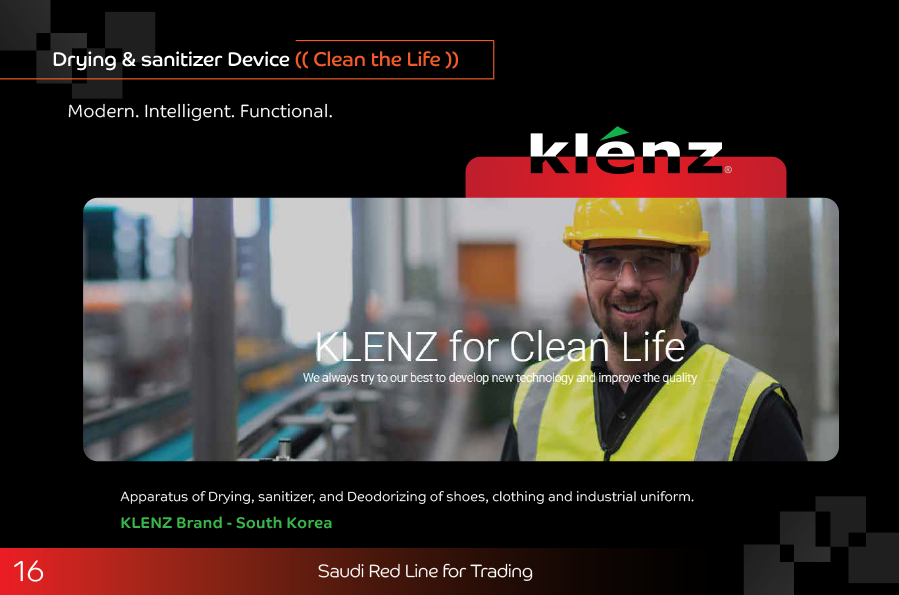 Drying & sanitizer Device (( Clean the Life ))
Modern. Intelligent. Functional.
klénz®
KLENZ for Clean Life
We always try to our best to develop new technology and improve the quality
Apparatus of Drying, sanitizer, and Deodorizing of shoes, clothing and industrial uniform.
KLENZ Brand - South Korea
16
Saudi Red Line for Trading